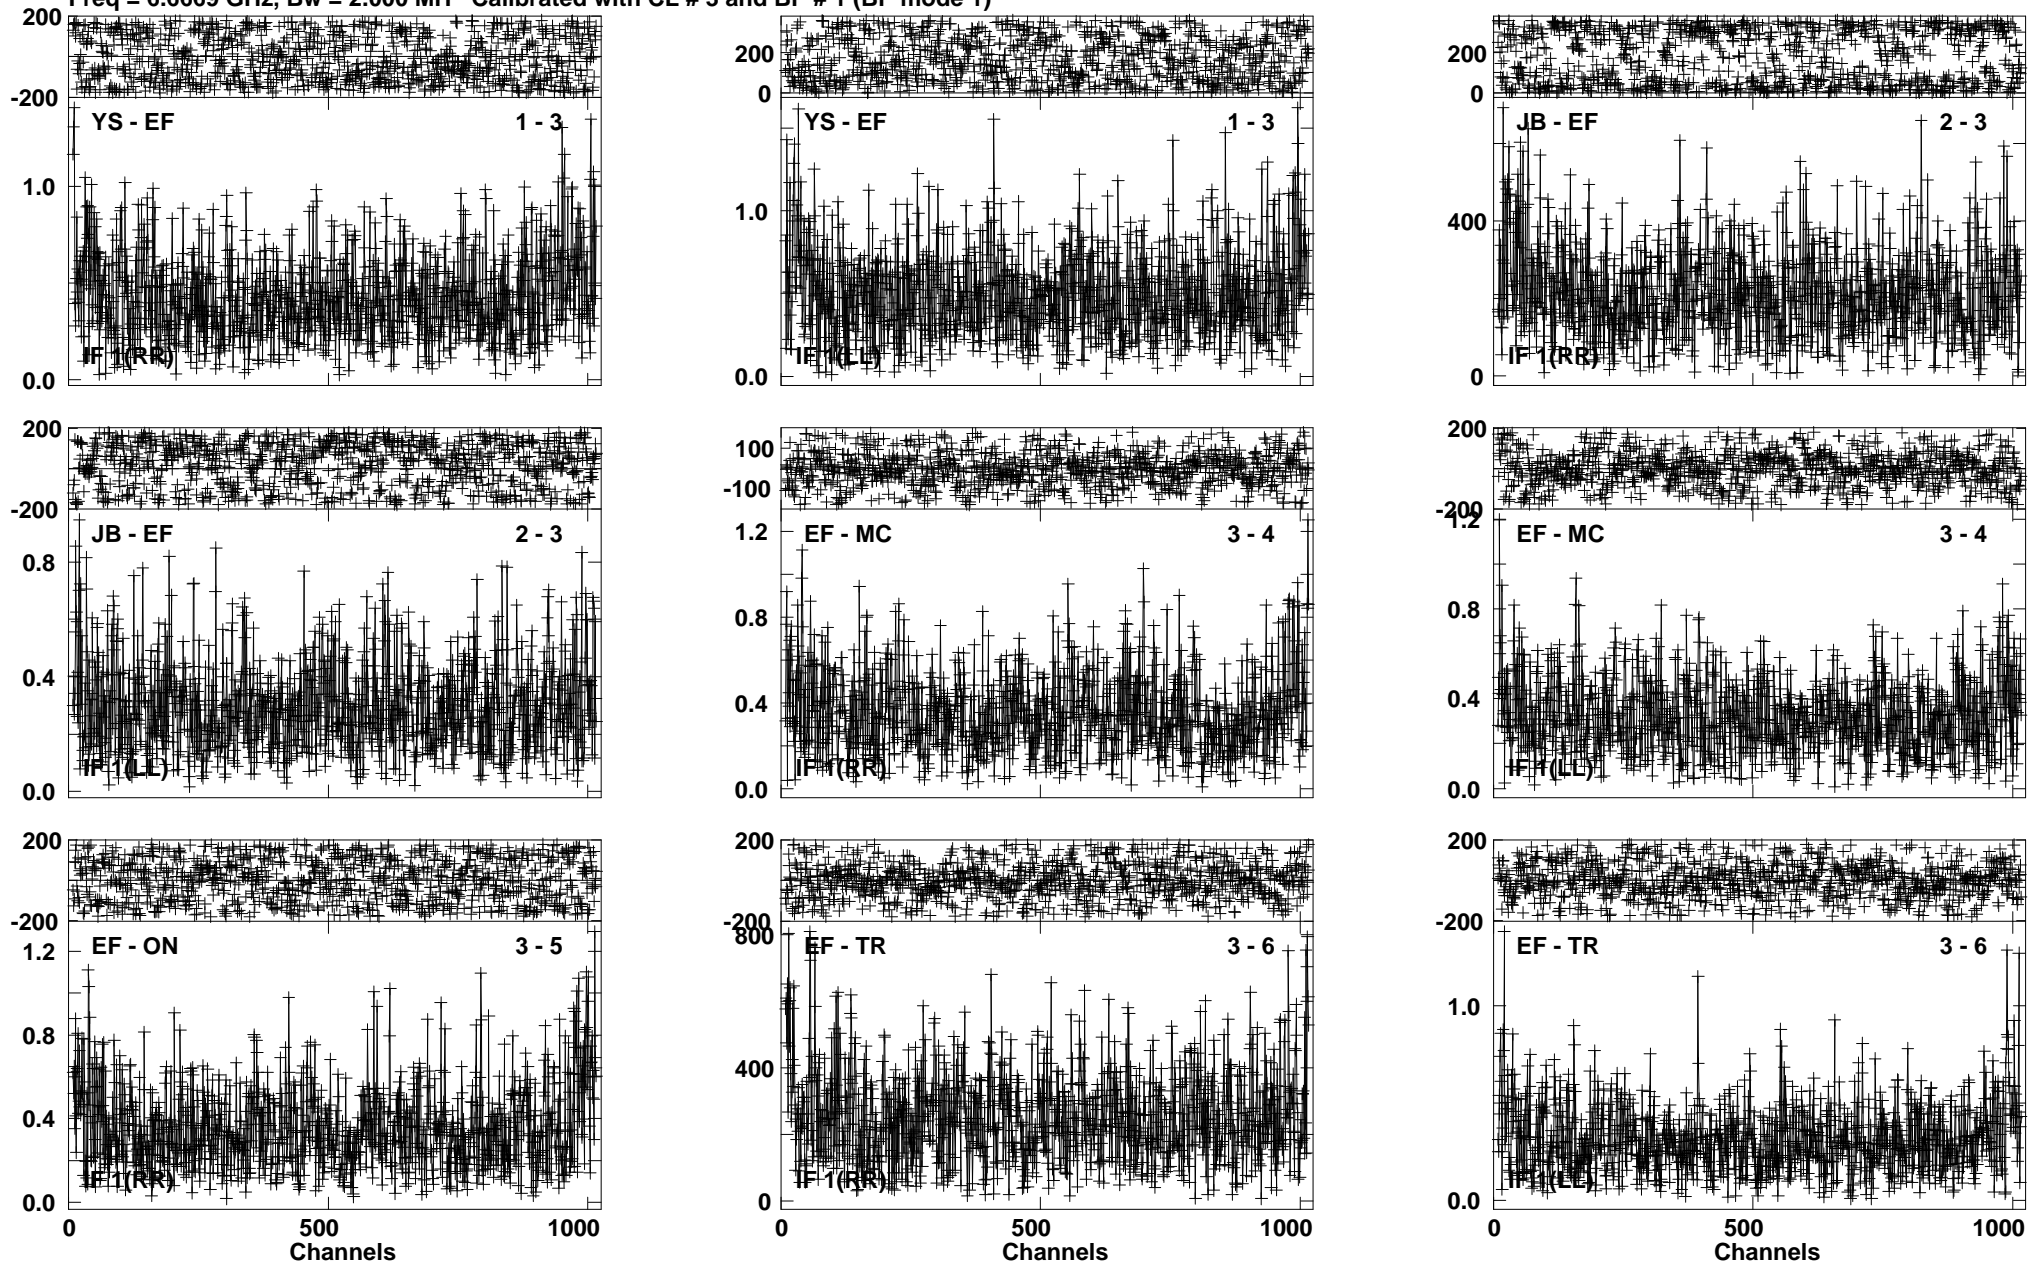 Freq = 6.6669 GHz, Bw = 2.000 MH Calibrated with CL # 3 and BP # 1 (BP mode 1)
200
-200
YS - EF 1 - 3
1.0
IF 1(RR)
0.0
200
0
YS - EF 1 - 3
1.0
IF 1(LL)
0.0
200
0
JB - EF 2 - 3
400
200
IF 1(RR)
0
200
-200
JB - EF 2 - 3
0.8
0.4
IF 1(LL)
0.0
100
-100
EF - MC 3 - 4
1.2
0.8
0.4
IF 1(RR)
0.0
200
-200
1.2
EF - MC 3 - 4
0.8
0.4
IF 1(LL)
0.0
200
-200
EF - ON 3 - 5
1.2
0.8
0.4
IF 1(RR)
0.0
0 500 1000
Channels
200
-200
800
EF - TR 3 - 6
400
IF 1(RR)
0
0 500 1000
Channels
200
-200
EF - TR 3 - 6
1.0
IF 1(LL)
0.0
0 500 1000
Channels